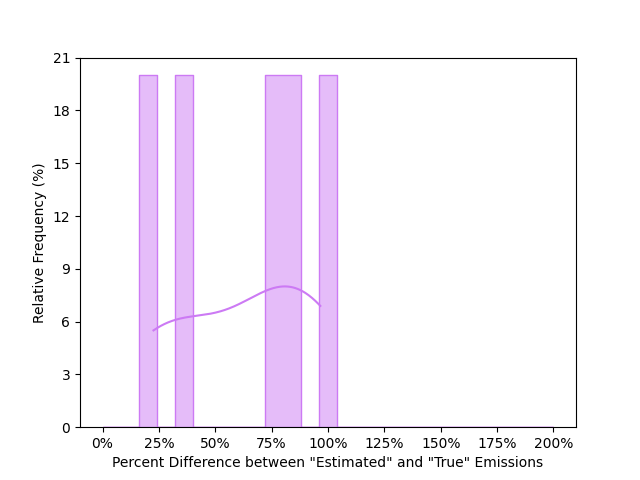 21
18
15
12
9
6
3
0
Relative Frequency (%)
0% 25% 50% 75% 100% 125% 150% 175% 200%
Percent Difference between "Estimated" and "True" Emissions